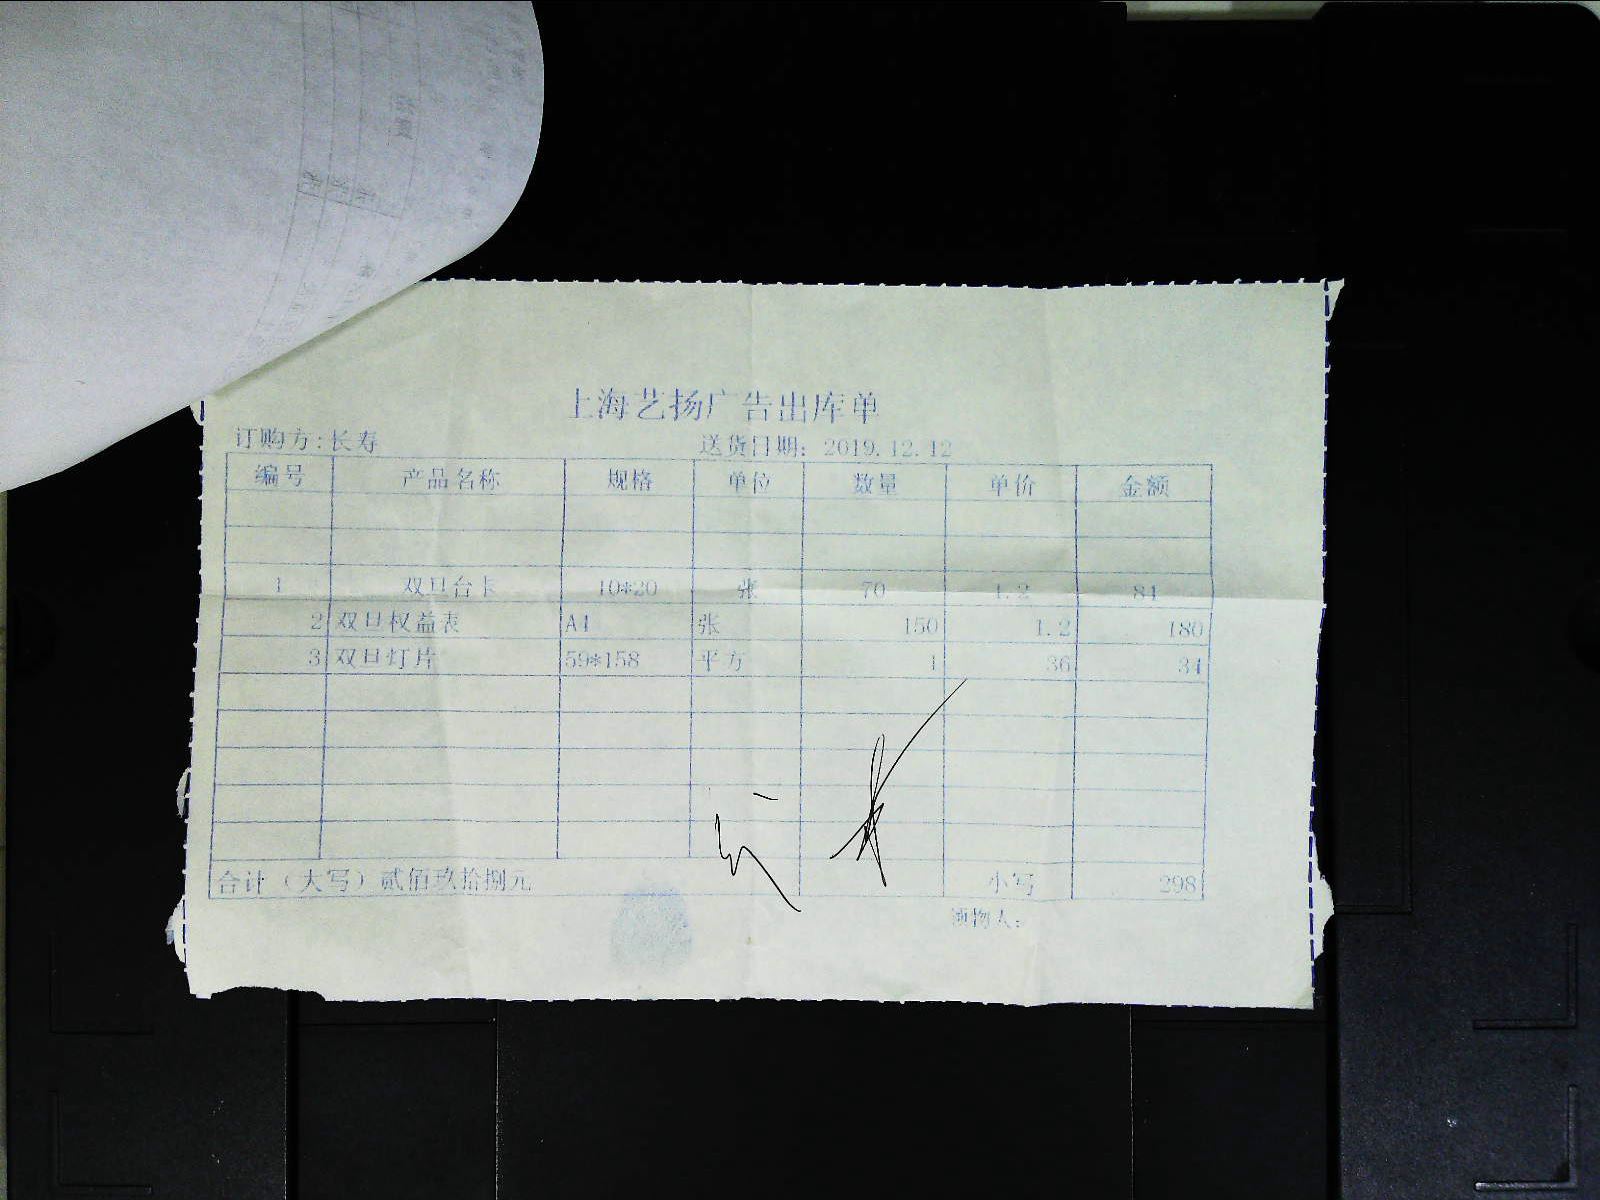 上海艺扬广告出库单
订购方:长寿 送货日期: 2019.12.12
编号 产品名称 规格 单位 数量 单价 金额
1 双旦台卡 10*20 张 70 1.2 84
2 双旦权益表 A4 张 150 1.2 180
3 双旦灯片 59*158 平方 1 36 34
合计（大写）贰佰玖拾捌元 小写 298
领物人: